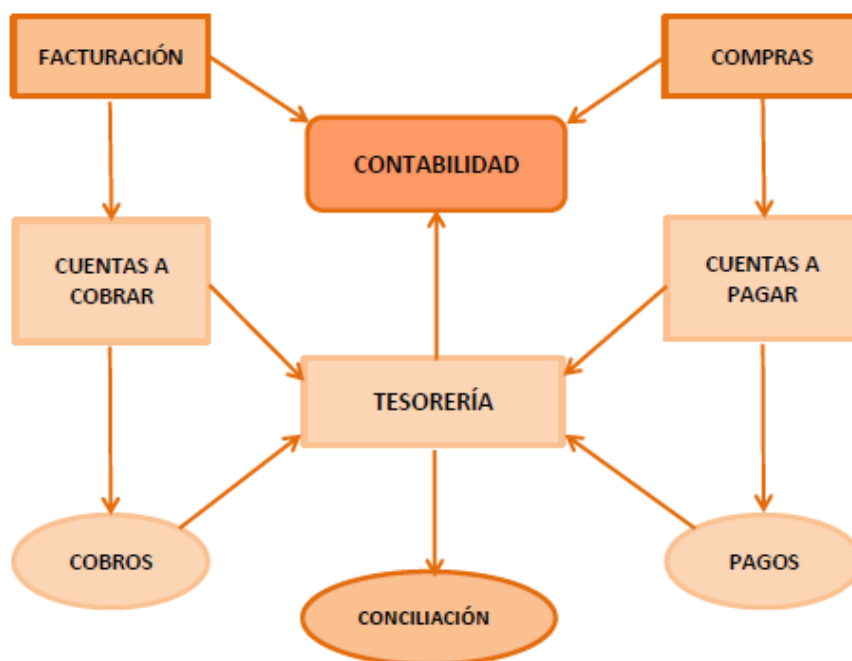 FACTURACIÓN
COMPRAS
CONTABILIDAD
CUENTAS A
COBRAR
CUENTAS A
PAGAR
TESORERÍA
COBROS
PAGOS
CONCILIACIÓN